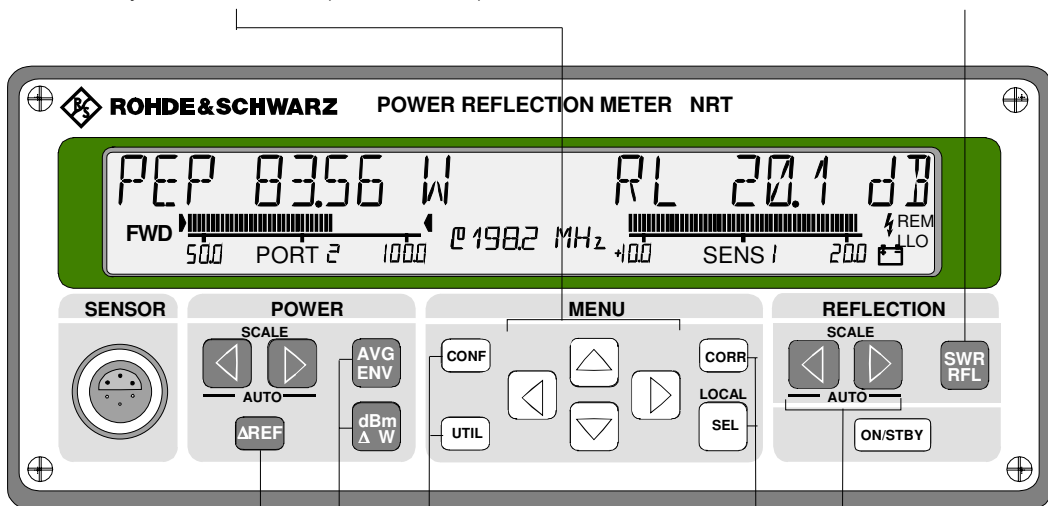 ROHDE&SCHWARZ POWER REFLECTION METER NRT
PEP 83.56 W RL 20.1 dB
FWD REM
LLO
50.0 PORT 2 100.0 @198.2 MHz +10.0 SENS 1 20.0
SENSOR POWER MENU REFLECTION
SCALE SCALE
AVG
ENV
CONF
CORR
SWR
RFL
AUTO AUTO
LOCAL
ΔREF
dBm
Δ W
UTIL
SEL
ON/STBY